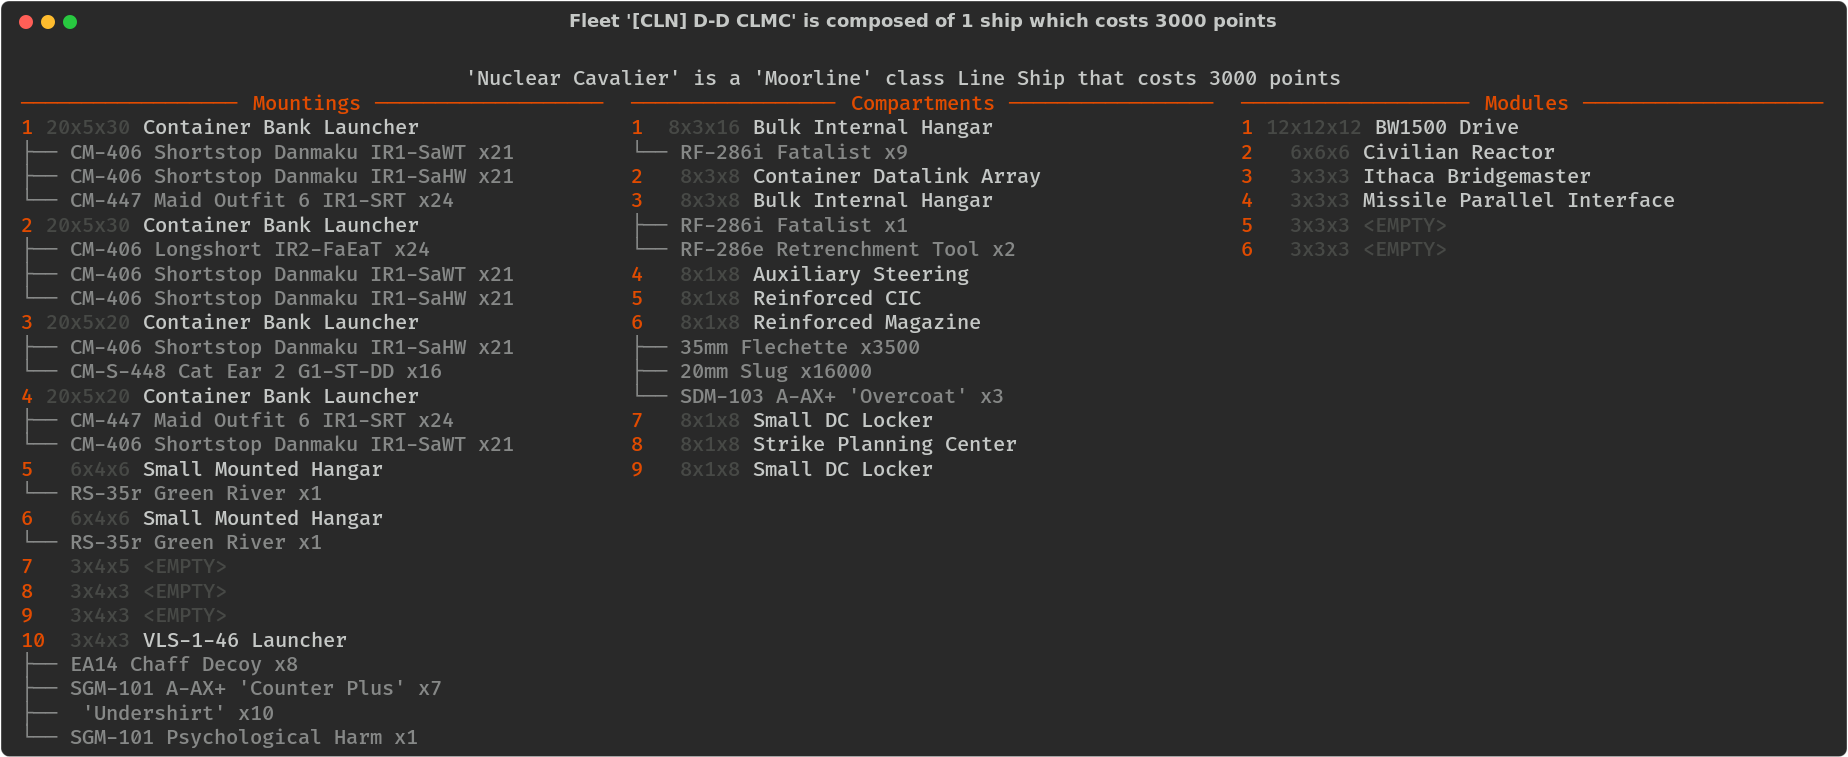 Fleet '[CLN] D-D CLMC' is composed of 1 ship which costs 3000 points
'Nuclear Cavalier' is a 'Moorline' class Line Ship that costs 3000 points
Mountings
1 20x5x30 Container Bank Launcher
CM-406 Shortstop Danmaku IR1-SaWT x21
CM-406 Shortstop Danmaku IR1-SaHW x21
CM-447 Maid Outfit 6 IR1-SRT x24
2 20x5x30 Container Bank Launcher
CM-406 Longshort IR2-FaEaT x24
CM-406 Shortstop Danmaku IR1-SaWT x21
CM-406 Shortstop Danmaku IR1-SaHW x21
3 20x5x20 Container Bank Launcher
CM-406 Shortstop Danmaku IR1-SaHW x21
CM-S-448 Cat Ear 2 G1-ST-DD x16
4 20x5x20 Container Bank Launcher
CM-447 Maid Outfit 6 IR1-SRT x24
CM-406 Shortstop Danmaku IR1-SaWT x21
5 6x4x6 Small Mounted Hangar
RS-35r Green River x1
6 6x4x6 Small Mounted Hangar
RS-35r Green River x1
7 3x4x5 <EMPTY>
8 3x4x3 <EMPTY>
9 3x4x3 <EMPTY>
10 3x4x3 VLS-1-46 Launcher
EA14 Chaff Decoy x8
SGM-101 A-AX+ 'Counter Plus' x7
'Undershirt' x10
SGM-101 Psychological Harm x1
Compartments
1 8x3x16 Bulk Internal Hangar
RF-286i Fatalist x9
2 8x3x8 Container Datalink Array
3 8x3x8 Bulk Internal Hangar
RF-286i Fatalist x1
RF-286e Retrenchment Tool x2
4 8x1x8 Auxiliary Steering
5 8x1x8 Reinforced CIC
6 8x1x8 Reinforced Magazine
35mm Flechette x3500
20mm Slug x16000
SDM-103 A-AX+ 'Overcoat' x3
7 8x1x8 Small DC Locker
8 8x1x8 Strike Planning Center
9 8x1x8 Small DC Locker
Modules
1 12x12x12 BW1500 Drive
2 6x6x6 Civilian Reactor
3 3x3x3 Ithaca Bridgemaster
4 3x3x3 Missile Parallel Interface
5 3x3x3 <EMPTY>
6 3x3x3 <EMPTY>